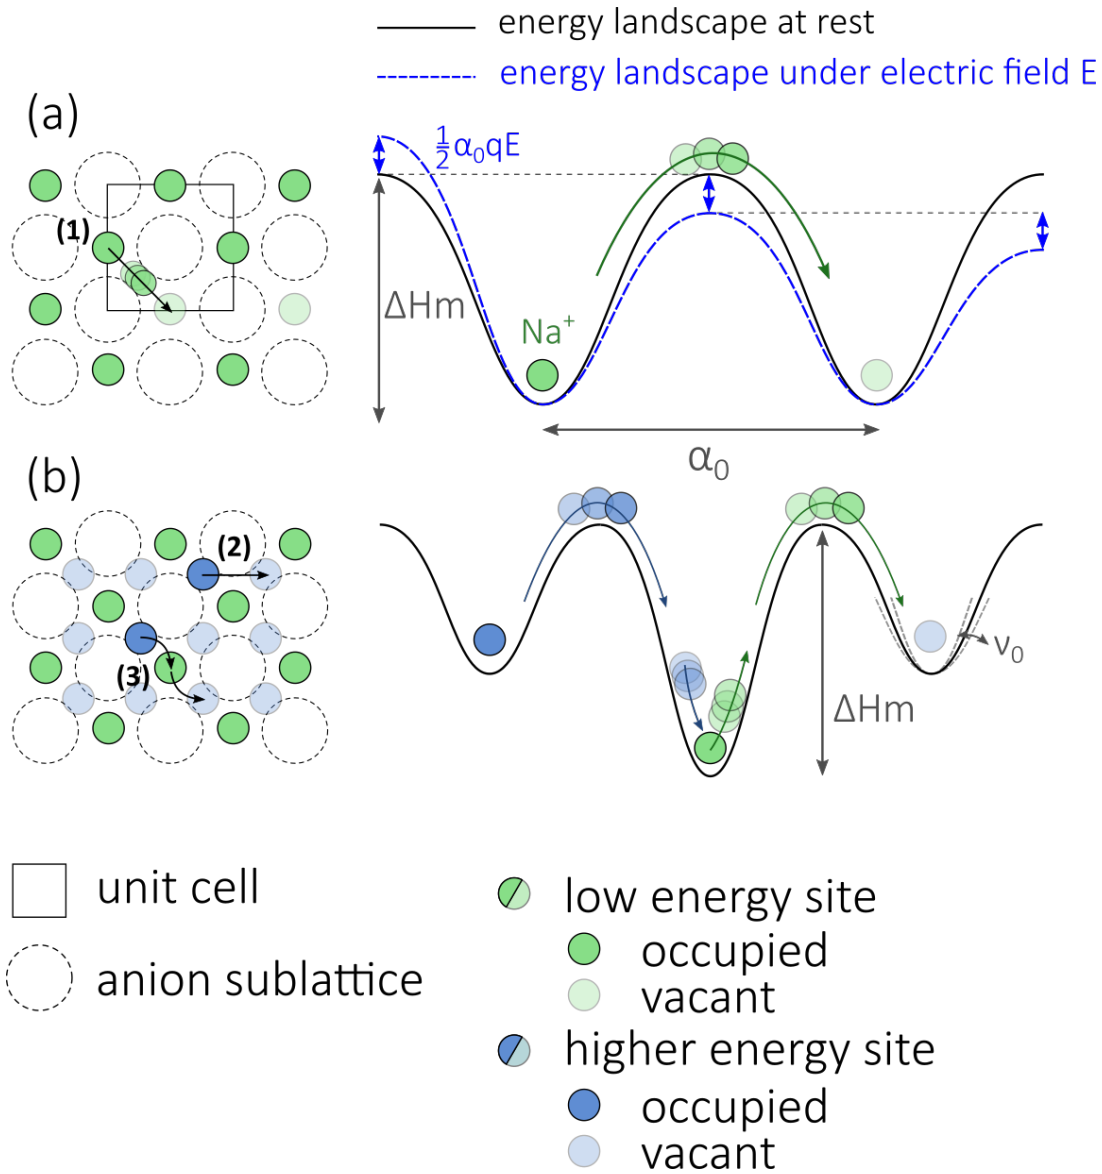 energy landscape at rest
energy landscape under electric field E
(a)
½α₀qE
(1)
ΔHm
Na⁺
α₀
(b)
(2)
(3)
ν₀
ΔHm
unit cell
low energy site
occupied
anion sublattice
vacant
higher energy site
occupied
vacant